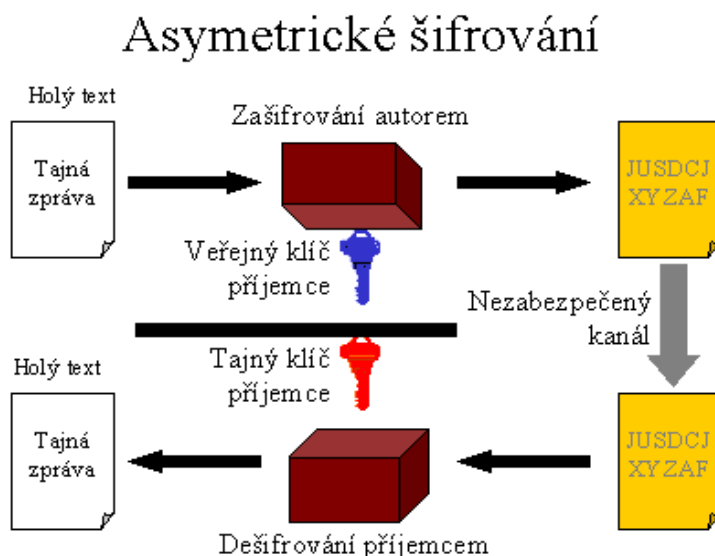 Asymetrické šifrování
Holý text
Zašifrování autorem
Tajná
zpráva
JUSDCJ
XYZAF
Veřejný klíč
příjemce
Nezabezpečený
kanál
Tajný klíč
příjemce
Holý text
Tajná
zpráva
JUSDCJ
XYZAF
Dešifrování příjemcem